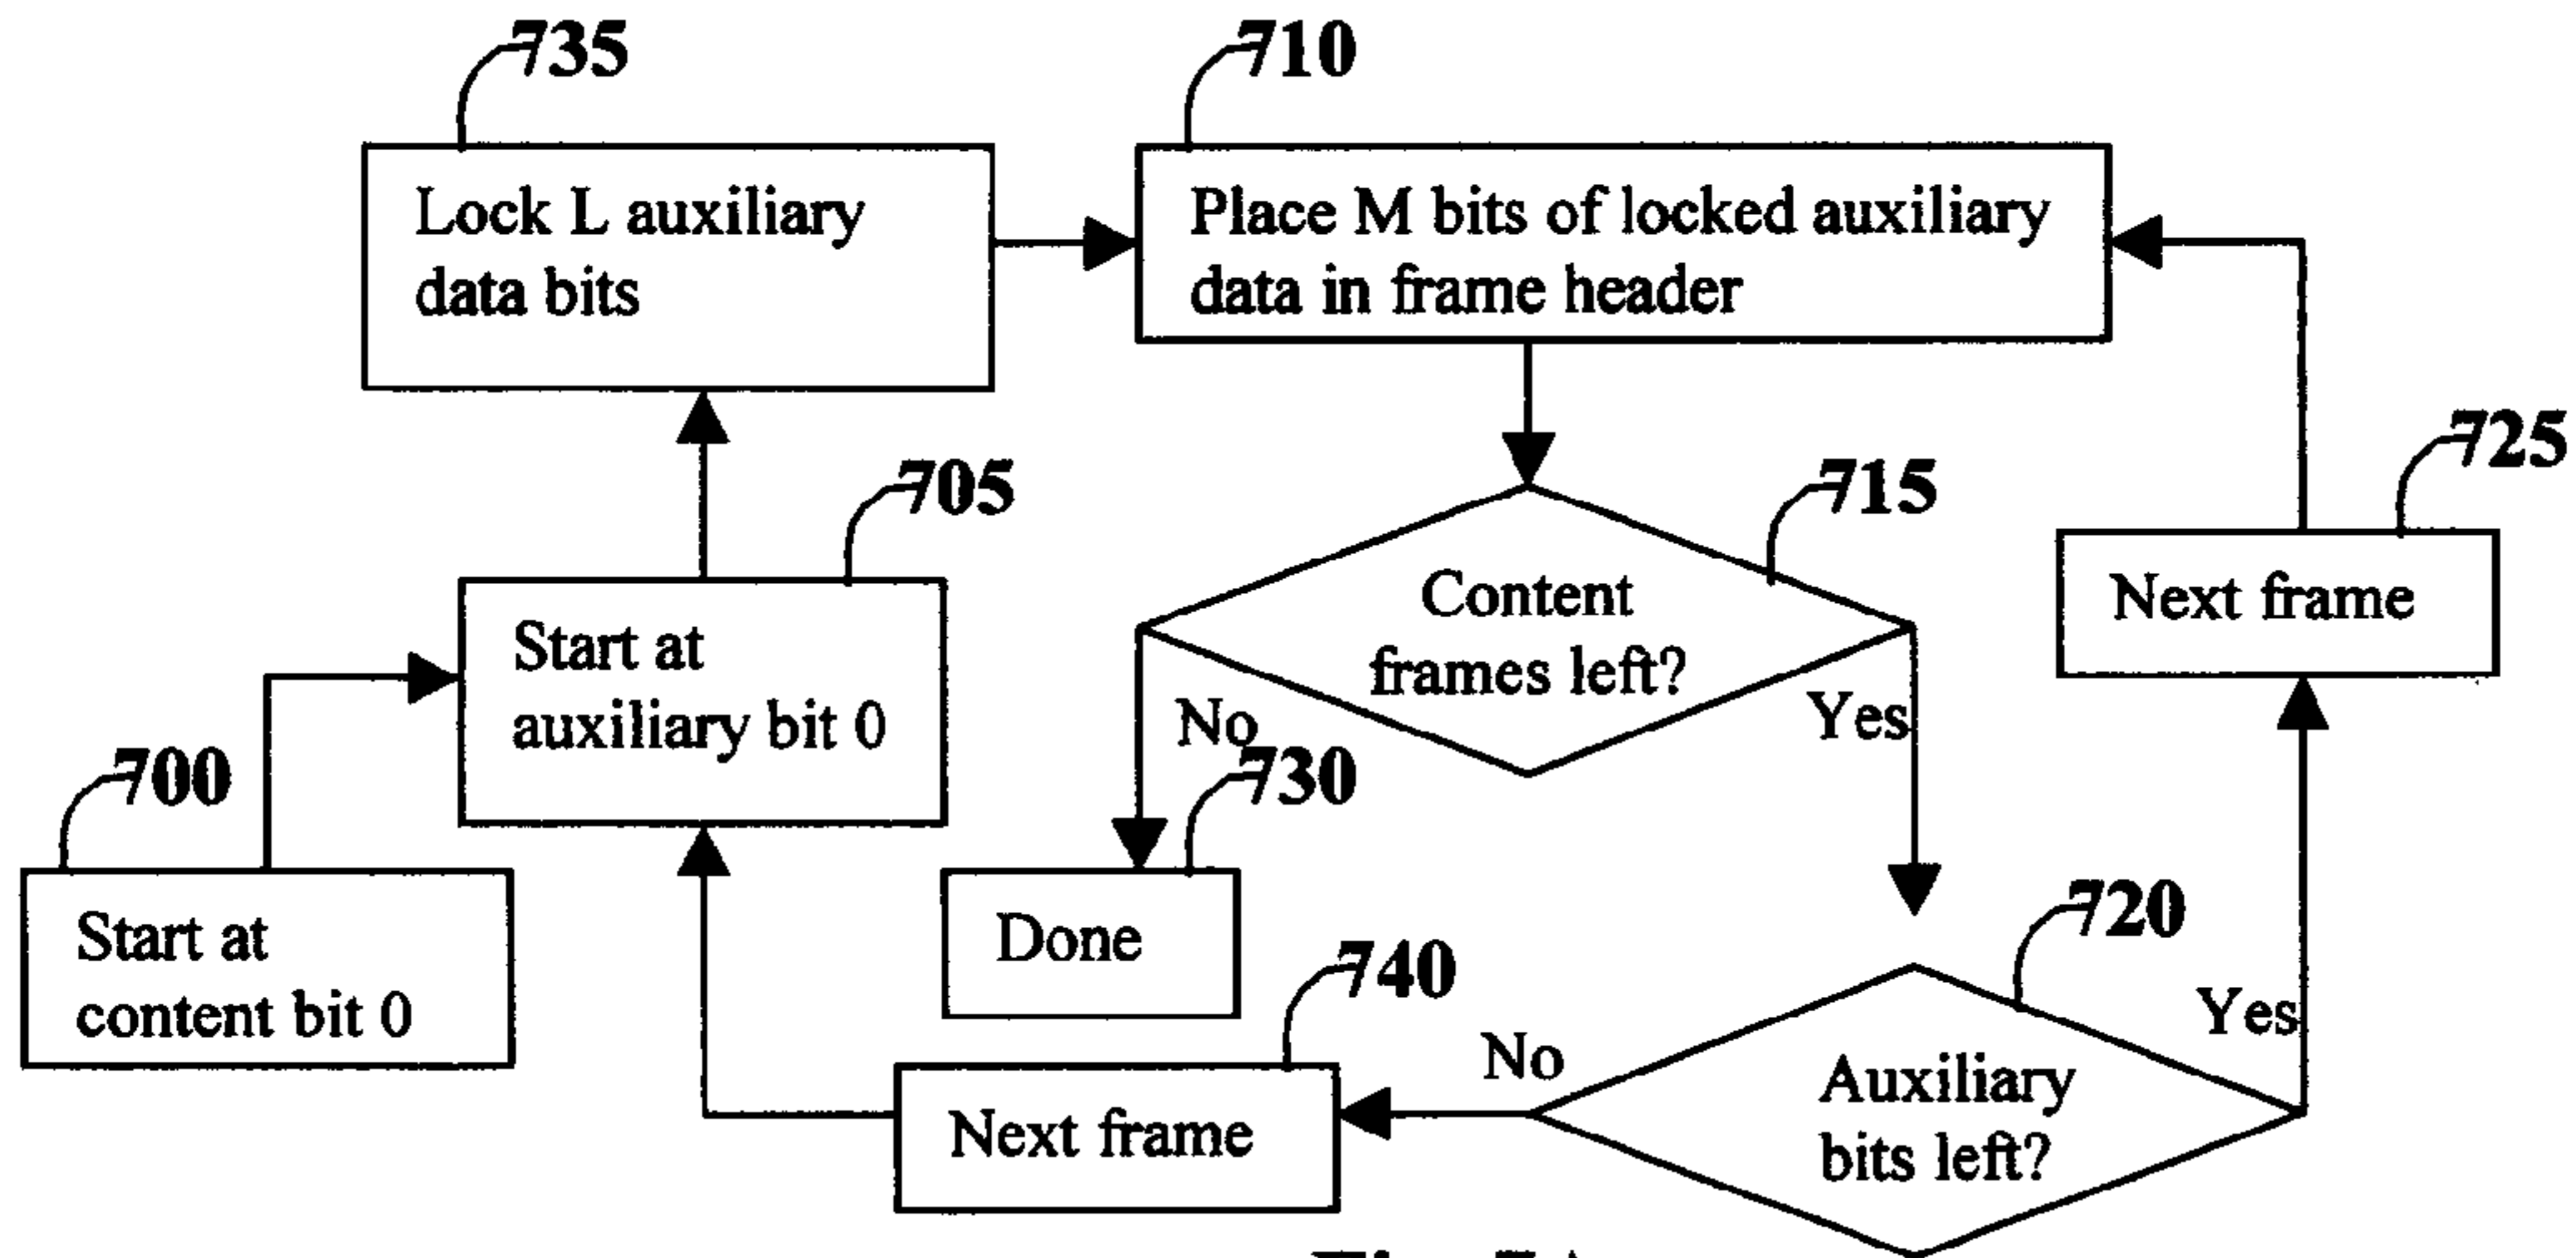 735
710
Lock L auxiliary
data bits
Place M bits of locked auxiliary
data in frame header
725
705
715
Content
frames left?
Next frame
Start at
auxiliary bit 0
No
Yes
700
730
720
Start at
content bit 0
Done
740
Yes
No
Auxiliary
bits left?
Next frame